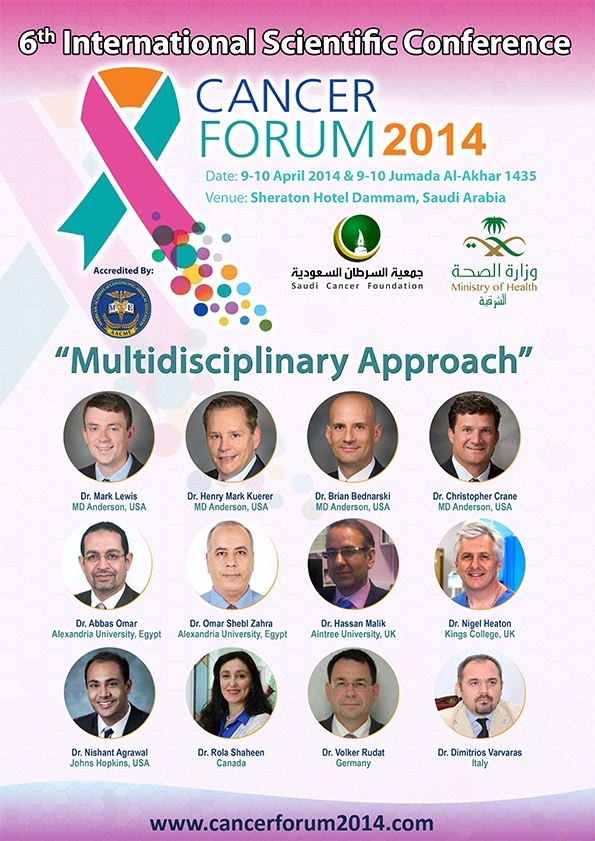 6th International Scientific Conference
CANCER
FORUM 2014
Date: 9-10 April 2014 & 9-10 Jumada Al-Akhar 1435
Venue: Sheraton Hotel Dammam, Saudi Arabia
Accredited By:
جمعية السرطان السعودية
Saudi Cancer Foundation
وزارة الصحة
Ministry of Health
الشرقية
"Multidisciplinary Approach"
Dr. Mark Lewis
MD Anderson, USA
Dr. Henry Mark Kuerer
MD Anderson, USA
Dr. Brian Bednarski
MD Anderson, USA
Dr. Christopher Crane
MD Anderson, USA
Dr. Abbas Omar
Alexandria University, Egypt
Dr. Omar Shebl Zahra
Alexandria University, Egypt
Dr. Hassan Malik
Aintree University, UK
Dr. Nigel Heaton
Kings College, UK
Dr. Nishant Agrawal
Johns Hopkins, USA
Dr. Rola Shaheen
Canada
Dr. Volker Rudat
Germany
Dr. Dimitrios Varvaras
Italy
www.cancerforum2014.com